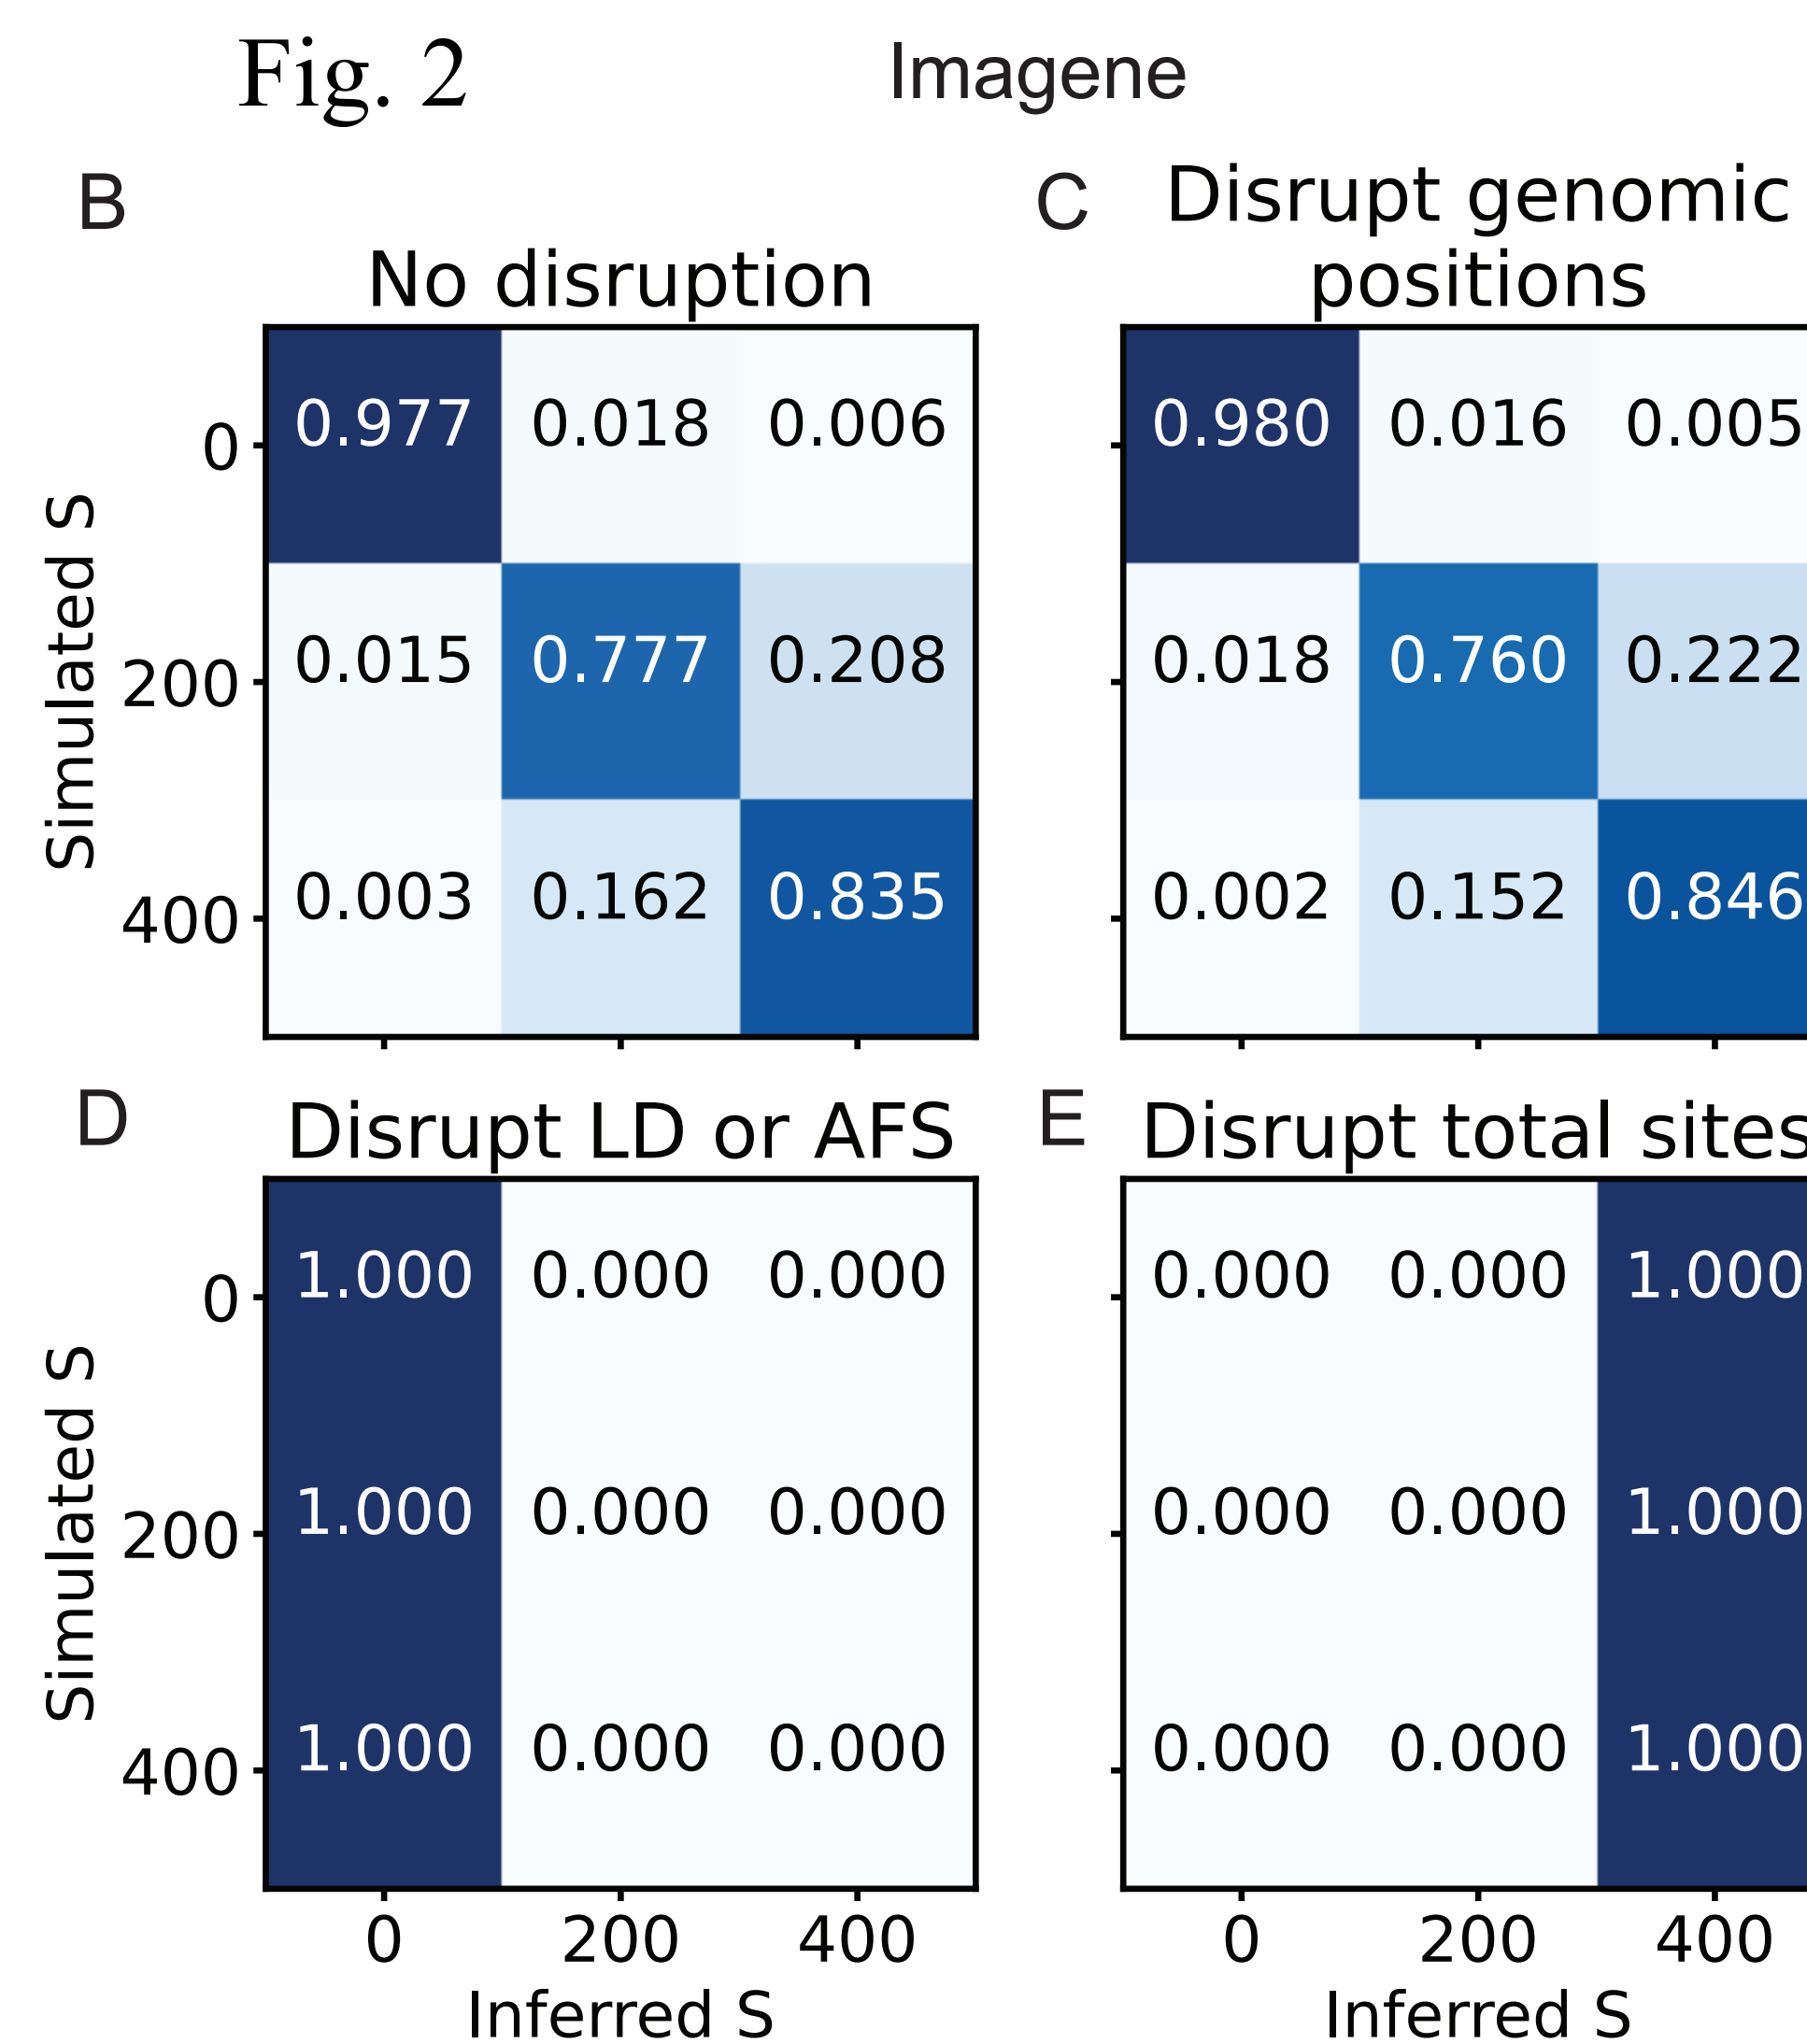 Fig. 2
Imagene
B
No disruption
C
Disrupt genomic
positions
Simulated S
0
0.977 0.018 0.006
200
0.015 0.777 0.208
400
0.003 0.162 0.835
0.980 0.016 0.005
0.018 0.760 0.222
0.002 0.152 0.846
D
Disrupt LD or AFS
E
Disrupt total sites
Simulated S
0
1.000 0.000 0.000
200
1.000 0.000 0.000
400
1.000 0.000 0.000
0 200 400
Inferred S
0.000 0.000 1.000
0.000 0.000 1.000
0.000 0.000 1.000
0 200 400
Inferred S